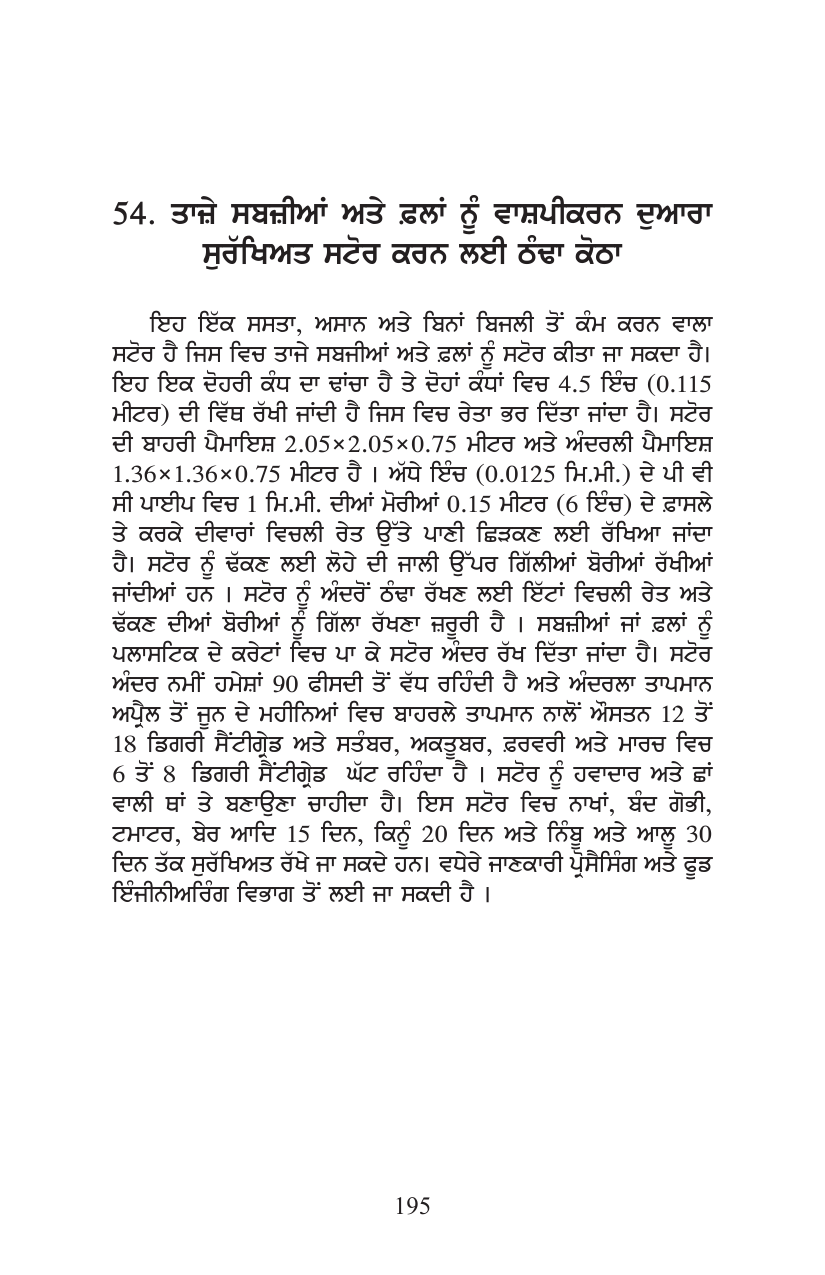 54. ਤਾਜ਼ੇ ਸਬਜ਼ੀਆਂ ਅਤੇ ਫ਼ਲਾਂ ਨੂੰ ਵਾਸ਼ਪੀਕਰਨ ਦੁਆਰਾ
ਸੁਰੱਖਿਅਤ ਸਟੋਰ ਕਰਨ ਲਈ ਠੰਢਾ ਕੋਠਾ
ਇਹ ਇੱਕ ਸਸਤਾ, ਅਸਾਨ ਅਤੇ ਬਿਨਾਂ ਬਿਜਲੀ ਤੋਂ ਕੰਮ ਕਰਨ ਵਾਲਾ
ਸਟੋਰ ਹੈ ਜਿਸ ਵਿਚ ਤਾਜੇ ਸਬਜੀਆਂ ਅਤੇ ਫ਼ਲਾਂ ਨੂੰ ਸਟੋਰ ਕੀਤਾ ਜਾ ਸਕਦਾ ਹੈ।
ਇਹ ਇਕ ਦੋਹਰੀ ਕੰਧ ਦਾ ਢਾਂਚਾ ਹੈ ਤੇ ਦੋਹਾਂ ਕੰਧਾਂ ਵਿਚ 4.5 ਇੰਚ (0.115
ਮੀਟਰ) ਦੀ ਵਿੱਥ ਰੱਖੀ ਜਾਂਦੀ ਹੈ ਜਿਸ ਵਿਚ ਰੇਤਾ ਭਰ ਦਿੱਤਾ ਜਾਂਦਾ ਹੈ। ਸਟੋਰ
ਦੀ ਬਾਹਰੀ ਪੈਮਾਇਸ਼ 2.05×2.05×0.75 ਮੀਟਰ ਅਤੇ ਅੰਦਰਲੀ ਪੈਮਾਇਸ਼
1.36×1.36×0.75 ਮੀਟਰ ਹੈ । ਅੱਧੇ ਇੰਚ (0.0125 ਮਿ.ਮੀ.) ਦੇ ਪੀ ਵੀ
ਸੀ ਪਾਈਪ ਵਿਚ 1 ਮਿ.ਮੀ. ਦੀਆਂ ਮੋਰੀਆਂ 0.15 ਮੀਟਰ (6 ਇੰਚ) ਦੇ ਫ਼ਾਸਲੇ
ਤੇ ਕਰਕੇ ਦੀਵਾਰਾਂ ਵਿਚਲੀ ਰੇਤ ਉੱਤੇ ਪਾਣੀ ਛਿੜਕਣ ਲਈ ਰੱਖਿਆ ਜਾਂਦਾ
ਹੈ। ਸਟੋਰ ਨੂੰ ਢੱਕਣ ਲਈ ਲੋਹੇ ਦੀ ਜਾਲੀ ਉੱਪਰ ਗਿੱਲੀਆਂ ਬੋਰੀਆਂ ਰੱਖੀਆਂ
ਜਾਂਦੀਆਂ ਹਨ । ਸਟੋਰ ਨੂੰ ਅੰਦਰੋਂ ਠੰਢਾ ਰੱਖਣ ਲਈ ਇੱਟਾਂ ਵਿਚਲੀ ਰੇਤ ਅਤੇ
ਢੱਕਣ ਦੀਆਂ ਬੋਰੀਆਂ ਨੂੰ ਗਿੱਲਾ ਰੱਖਣਾ ਜ਼ਰੂਰੀ ਹੈ । ਸਬਜ਼ੀਆਂ ਜਾਂ ਫ਼ਲਾਂ ਨੂੰ
ਪਲਾਸਟਿਕ ਦੇ ਕਰੇਟਾਂ ਵਿਚ ਪਾ ਕੇ ਸਟੋਰ ਅੰਦਰ ਰੱਖ ਦਿੱਤਾ ਜਾਂਦਾ ਹੈ। ਸਟੋਰ
ਅੰਦਰ ਨਮੀਂ ਹਮੇਸ਼ਾਂ 90 ਫੀਸਦੀ ਤੋਂ ਵੱਧ ਰਹਿੰਦੀ ਹੈ ਅਤੇ ਅੰਦਰਲਾ ਤਾਪਮਾਨ
ਅਪ੍ਰੈਲ ਤੋਂ ਜੂਨ ਦੇ ਮਹੀਨਿਆਂ ਵਿਚ ਬਾਹਰਲੇ ਤਾਪਮਾਨ ਨਾਲੋਂ ਔਸਤਨ 12 ਤੋਂ
18 ਡਿਗਰੀ ਸੈਂਟੀਗ੍ਰੇਡ ਅਤੇ ਸਤੰਬਰ, ਅਕਤੂਬਰ, ਫ਼ਰਵਰੀ ਅਤੇ ਮਾਰਚ ਵਿਚ
6 ਤੋਂ 8 ਡਿਗਰੀ ਸੈਂਟੀਗ੍ਰੇਡ ਘੱਟ ਰਹਿੰਦਾ ਹੈ । ਸਟੋਰ ਨੂੰ ਹਵਾਦਾਰ ਅਤੇ ਛਾਂ
ਵਾਲੀ ਥਾਂ ਤੇ ਬਣਾਉਣਾ ਚਾਹੀਦਾ ਹੈ। ਇਸ ਸਟੋਰ ਵਿਚ ਨਾਖਾਂ, ਬੰਦ ਗੋਭੀ,
ਟਮਾਟਰ, ਬੇਰ ਆਦਿ 15 ਦਿਨ, ਕਿਨੂੰ 20 ਦਿਨ ਅਤੇ ਨਿੰਬੂ ਅਤੇ ਆਲੂ 30
ਦਿਨ ਤੱਕ ਸੁਰੱਖਿਅਤ ਰੱਖੇ ਜਾ ਸਕਦੇ ਹਨ। ਵਧੇਰੇ ਜਾਣਕਾਰੀ ਪ੍ਰੋਸੈਸਿੰਗ ਅਤੇ ਫੂਡ
ਇੰਜੀਨੀਅਰਿੰਗ ਵਿਭਾਗ ਤੋਂ ਲਈ ਜਾ ਸਕਦੀ ਹੈ ।
195